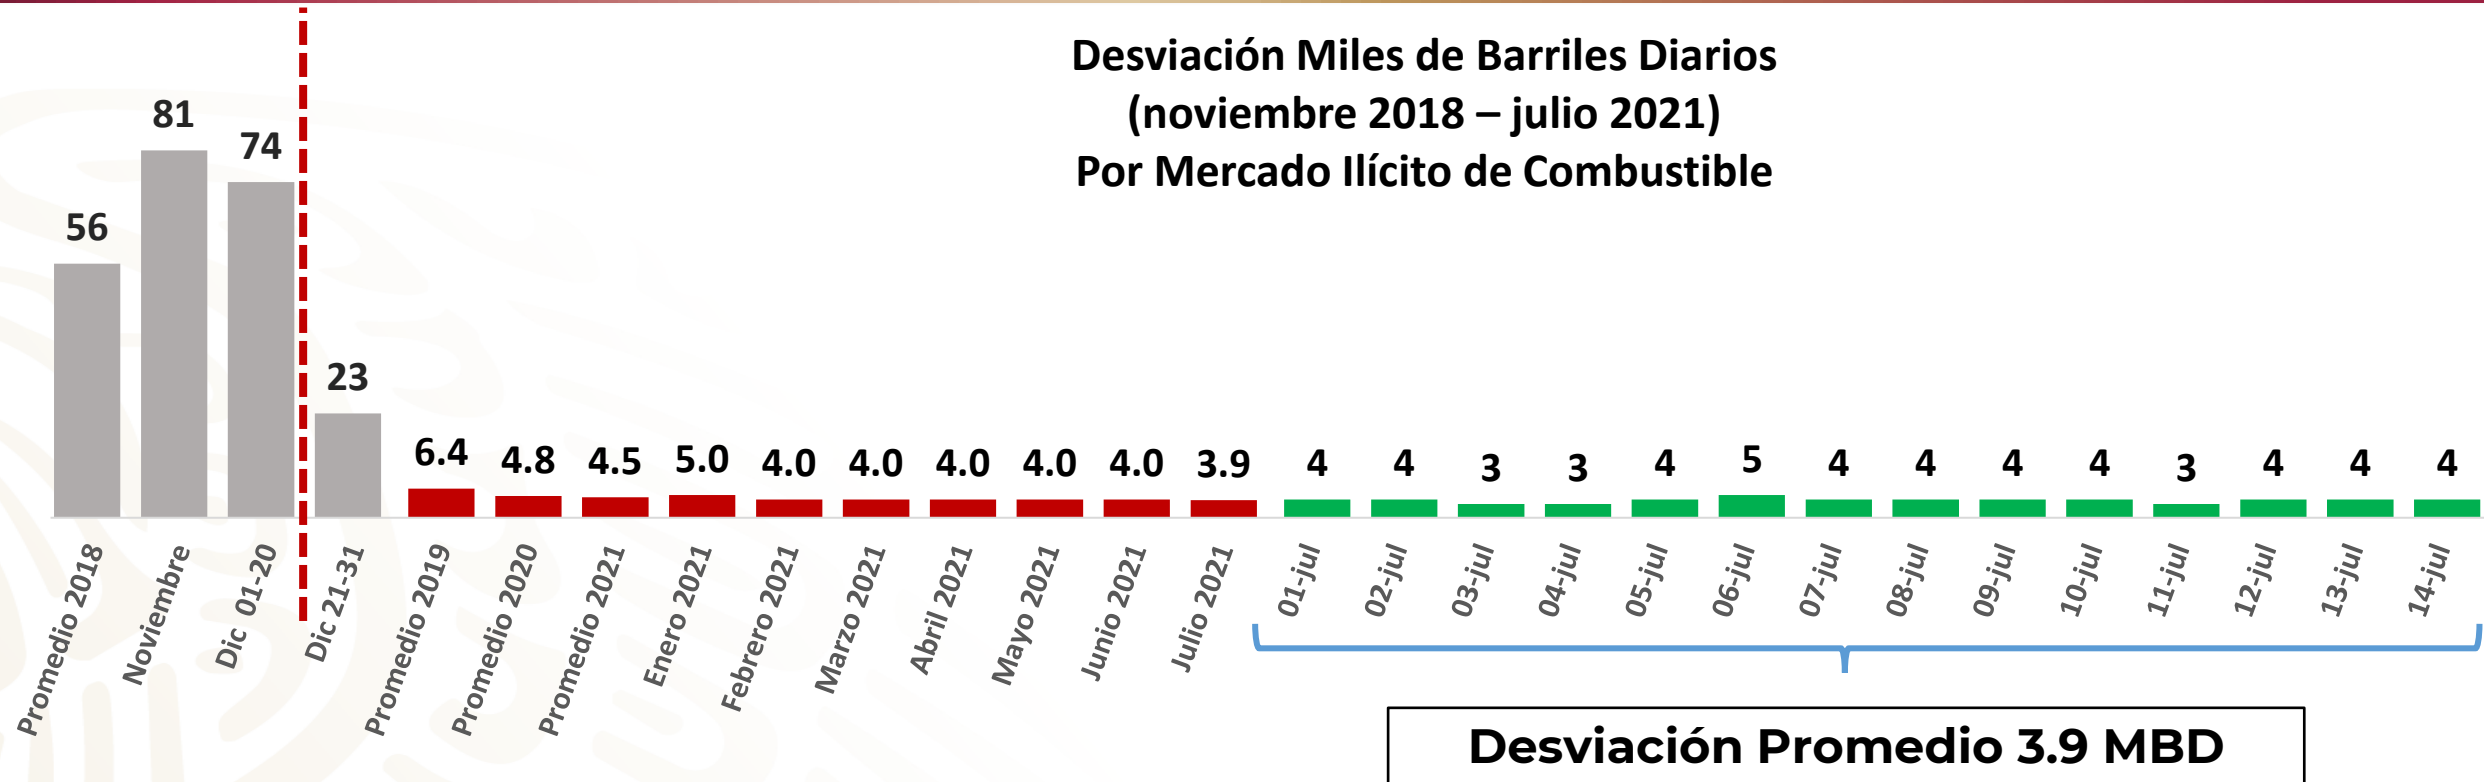 Desviación Miles de Barriles Diarios
(noviembre 2018 – julio 2021)
Por Mercado Ilícito de Combustible
56
81
74
23
6.4
4.8
4.5
5.0
4.0
4.0
4.0
4.0
4.0
3.9
4
4
3
3
4
5
4
4
4
4
3
4
4
4
Promedio 2018
Noviembre
Dic 01-20
Dic 21-31
Promedio 2019
Promedio 2020
Promedio 2021
Enero 2021
Febrero 2021
Marzo 2021
Abril 2021
Mayo 2021
Junio 2021
Julio 2021
01-jul
02-jul
03-jul
04-jul
05-jul
06-jul
07-jul
08-jul
09-jul
10-jul
11-jul
12-jul
13-jul
14-jul
Desviación Promedio 3.9 MBD